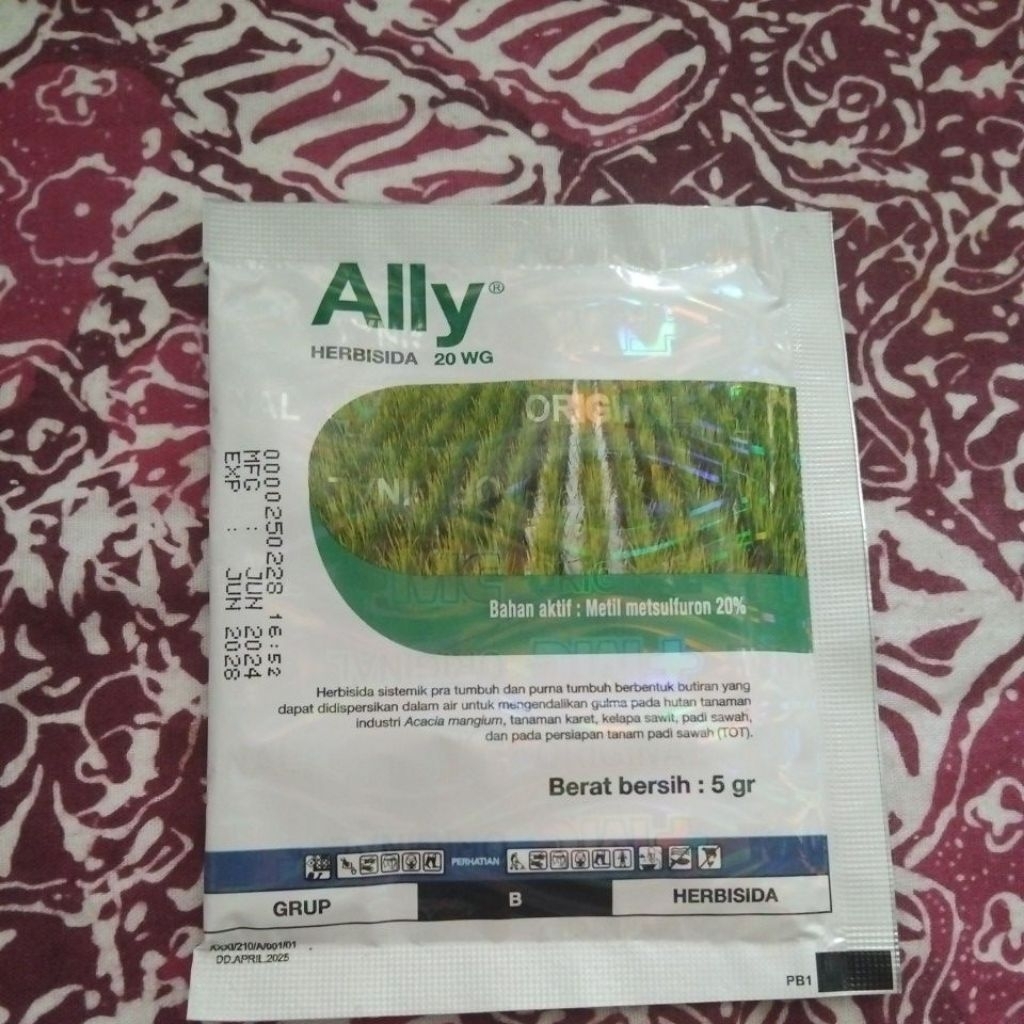 Ally®
HERBISIDA 20 WG
ORIGIN
0000250228 16:52
MFG : JUN 2024
EXP : JUN 2028
Bahan aktif : Metil metsulfuron 20%
Herbisida sistemik pra tumbuh dan purna tumbuh berbentuk butiran yang
dapat didispersikan dalam air untuk mengendalikan gulma pada hutan tanaman
industri Acacia mangium, tanaman karet, kelapa sawit, padi sawah,
dan pada persiapan tanam padi sawah (TOT).
Berat bersih : 5 gr
PERHATIAN
GRUP B HERBISIDA
DD.APRIL.2025
PB1